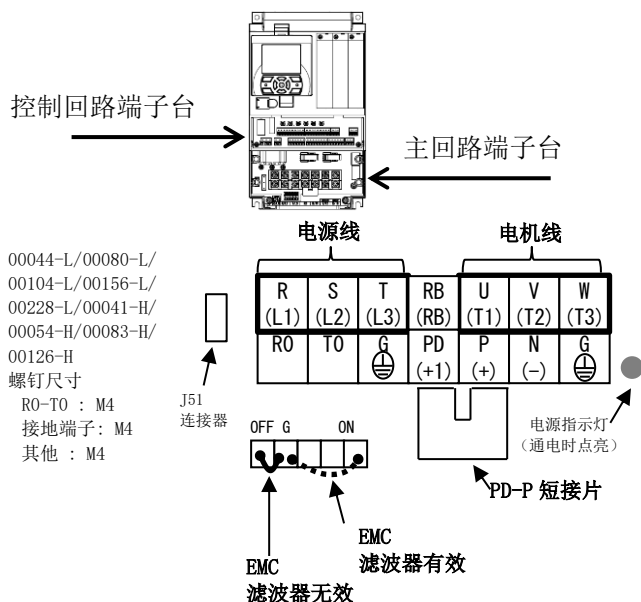 控制回路端子台
主回路端子台
电源线 电机线
00044-L/00080-L/
00104-L/00156-L/
00228-L/00041-H/
00054-H/00083-H/
00126-H
螺钉尺寸
R0-T0 : M4
接地端子: M4
其他 : M4
J51
连接器
R S T RB U V W
(L1) (L2) (L3) (RB) (T1) (T2) (T3)
R0 T0 G PD P N G
(+1) (+) (-)
电源指示灯
（通电时点亮）
OFF G ON
PD-P 短接片
EMC
滤波器有效
EMC
滤波器无效